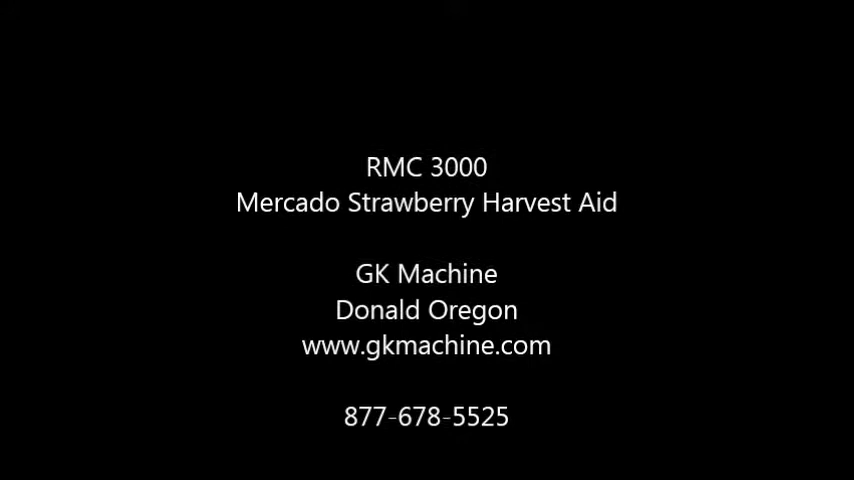 RMC 3000
Mercado Strawberry Harvest Aid
GK Machine
Donald Oregon
www.gkmachine.com
877-678-5525